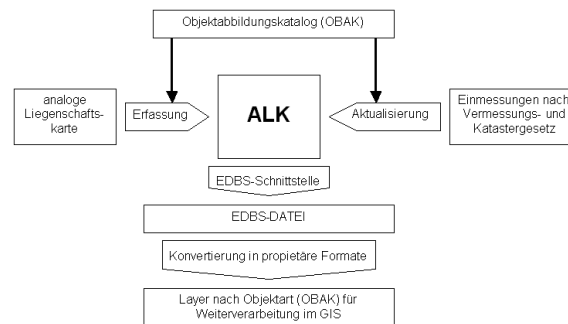 Objektabbildungskatalog (OBAK)
analoge
Liegenschafts-
karte
Erfassung
ALK
Aktualisierung
Einmessungen nach
Vermessungs- und
Katastergesetz
EDBS-Schnittstelle
EDBS-DATEI
Konvertierung in propietäre Formate
Layer nach Objektart (OBAK) für
Weiterverarbeitung im GIS